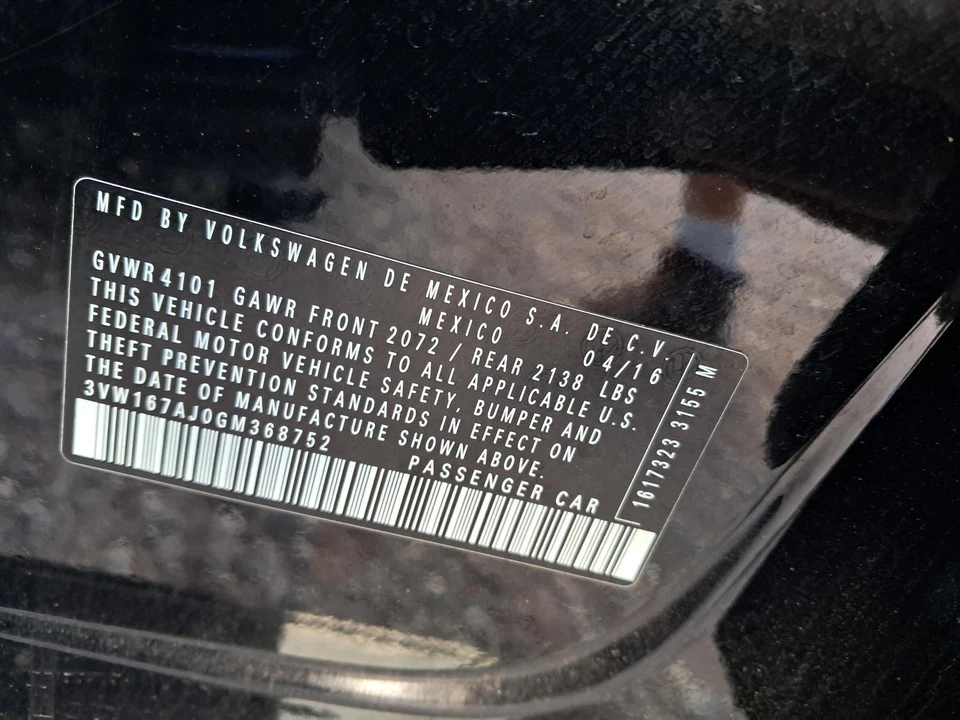 MFD BY VOLKSWAGEN DE MEXICO S.A. DE C.V.
MEXICO 04/16
GVWR 4101 GAWR FRONT 2072 / REAR 2138 LBS
THIS VEHICLE CONFORMS TO ALL APPLICABLE U.S.
FEDERAL MOTOR VEHICLE SAFETY, BUMPER AND
THEFT PREVENTION STANDARDS IN EFFECT ON
THE DATE OF MANUFACTURE SHOWN ABOVE.
3VW167AJ0GM368752 PASSENGER CAR
1617323 3155 M